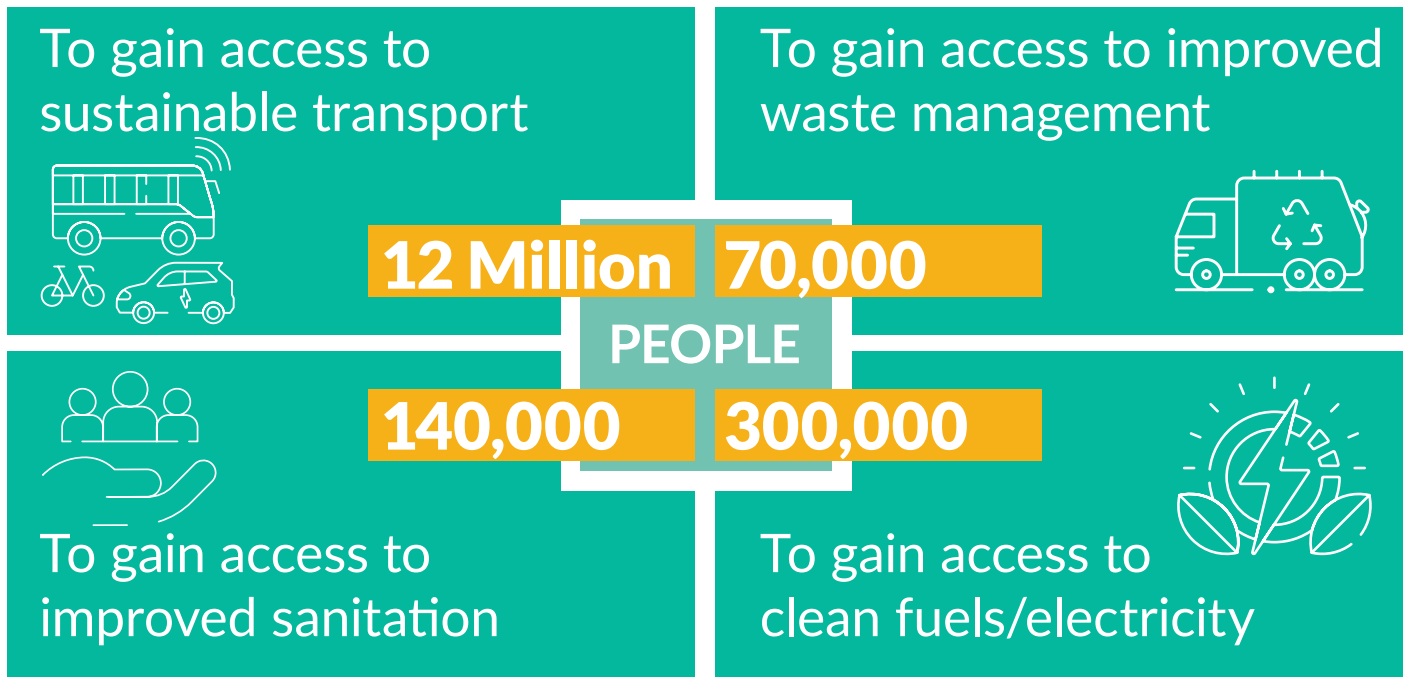 To gain access to
sustainable transport
12 Million
To gain access to improved
waste management
70,000
PEOPLE
140,000
To gain access to
improved sanitation
300,000
To gain access to
clean fuels/electricity